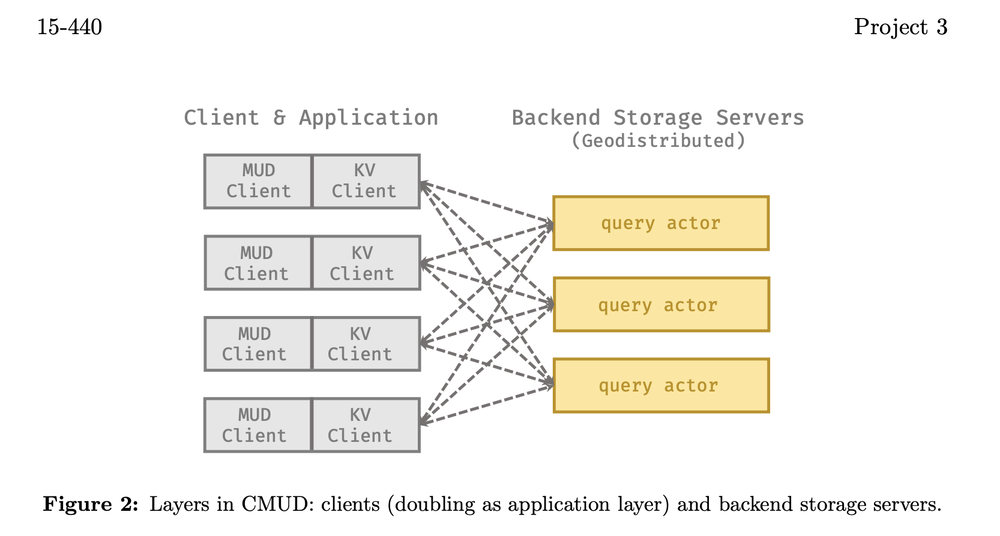 15-440
Project 3
Client & Application
Backend Storage Servers
(Geodistributed)
MUD
Client
KV
Client
MUD
Client
KV
Client
MUD
Client
KV
Client
MUD
Client
KV
Client
query actor
query actor
query actor
Figure 2: Layers in CMUD: clients (doubling as application layer) and backend storage servers.